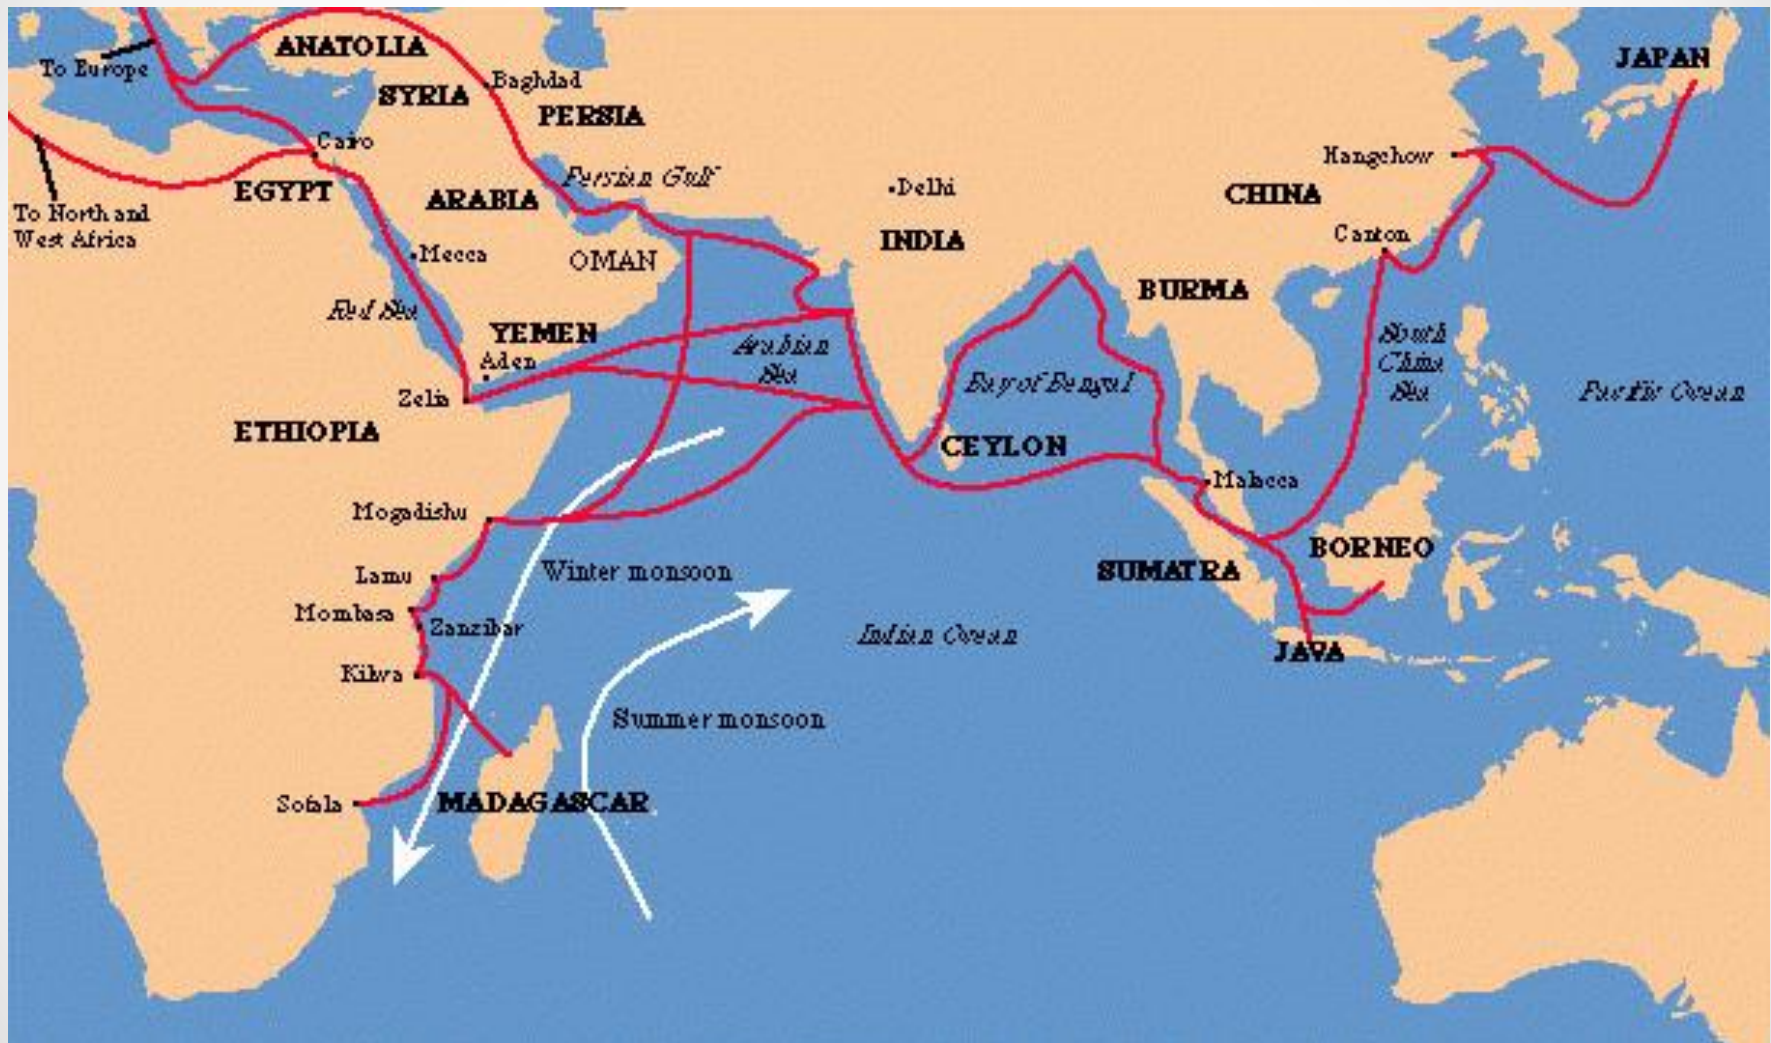 ANATOLIA
JAPAN
To Europe
Baghdad
SYRIA
PERSIA
Cairo
Hangchow
Persian Gulf
Delhi
EGYPT
ARABIA
CHINA
To North and
West Africa
Canton
INDIA
Mecca
OMAN
BURMA
Red Sea
YEMEN
Arabian
Sea
South
China
Sea
Aden
Bay of Bengal
Pacific Ocean
Zelia
ETHIOPIA
CEYLON
Malacca
Mogadishu
BORNEO
Winter monsoon
SUMATRA
Lamu
Mombasa
Zanzibar
Indian Ocean
JAVA
Kilwa
Summer monsoon
Sofala
MADAGASCAR